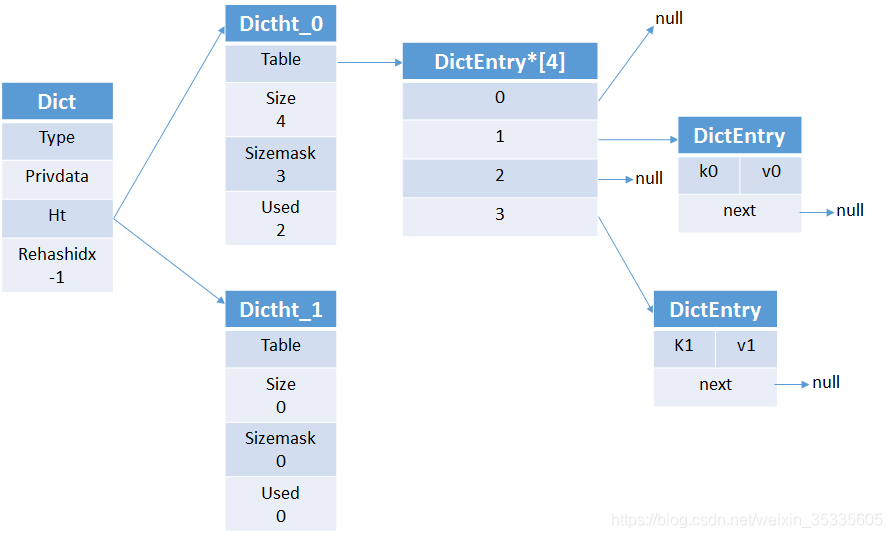 Dict
Type
Privdata
Ht
Rehashidx
-1
Dictht_0
Table
Size
4
Sizemask
3
Used
2
Dictht_1
Table
Size
0
Sizemask
0
Used
0
DictEntry*[4]
0
1
2
3
null
null
DictEntry
k0 v0
next
null
DictEntry
K1 v1
next
null
https://blog.csdn.net/weixin_35335605